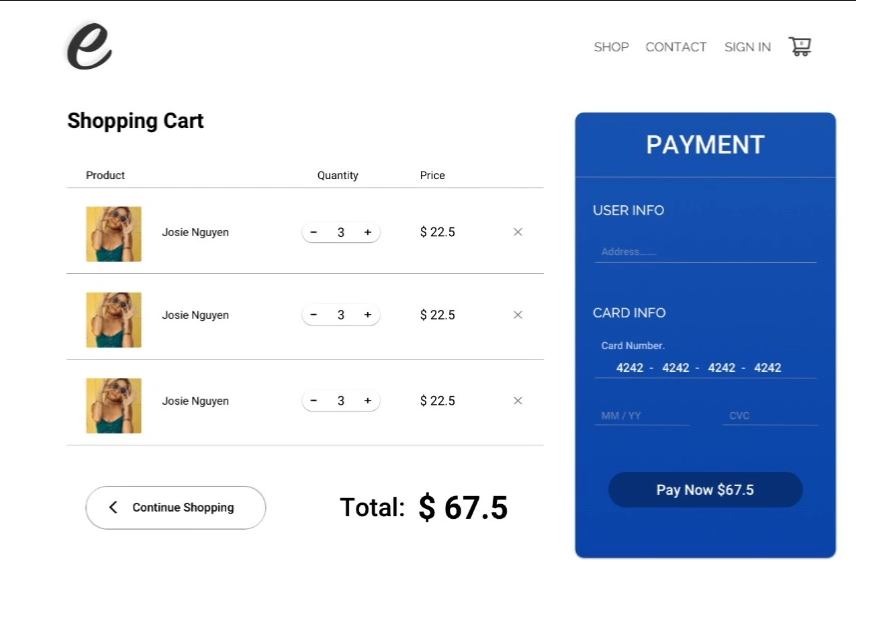 e
SHOP CONTACT SIGN IN
Shopping Cart
Product Quantity Price
Josie Nguyen - 3 + $ 22.5 ×
Josie Nguyen - 3 + $ 22.5 ×
Josie Nguyen - 3 + $ 22.5 ×
Continue Shopping
Total: $ 67.5
PAYMENT
USER INFO
Address......
CARD INFO
Card Number.
4242 - 4242 - 4242 - 4242
MM / YY CVC
Pay Now $67.5